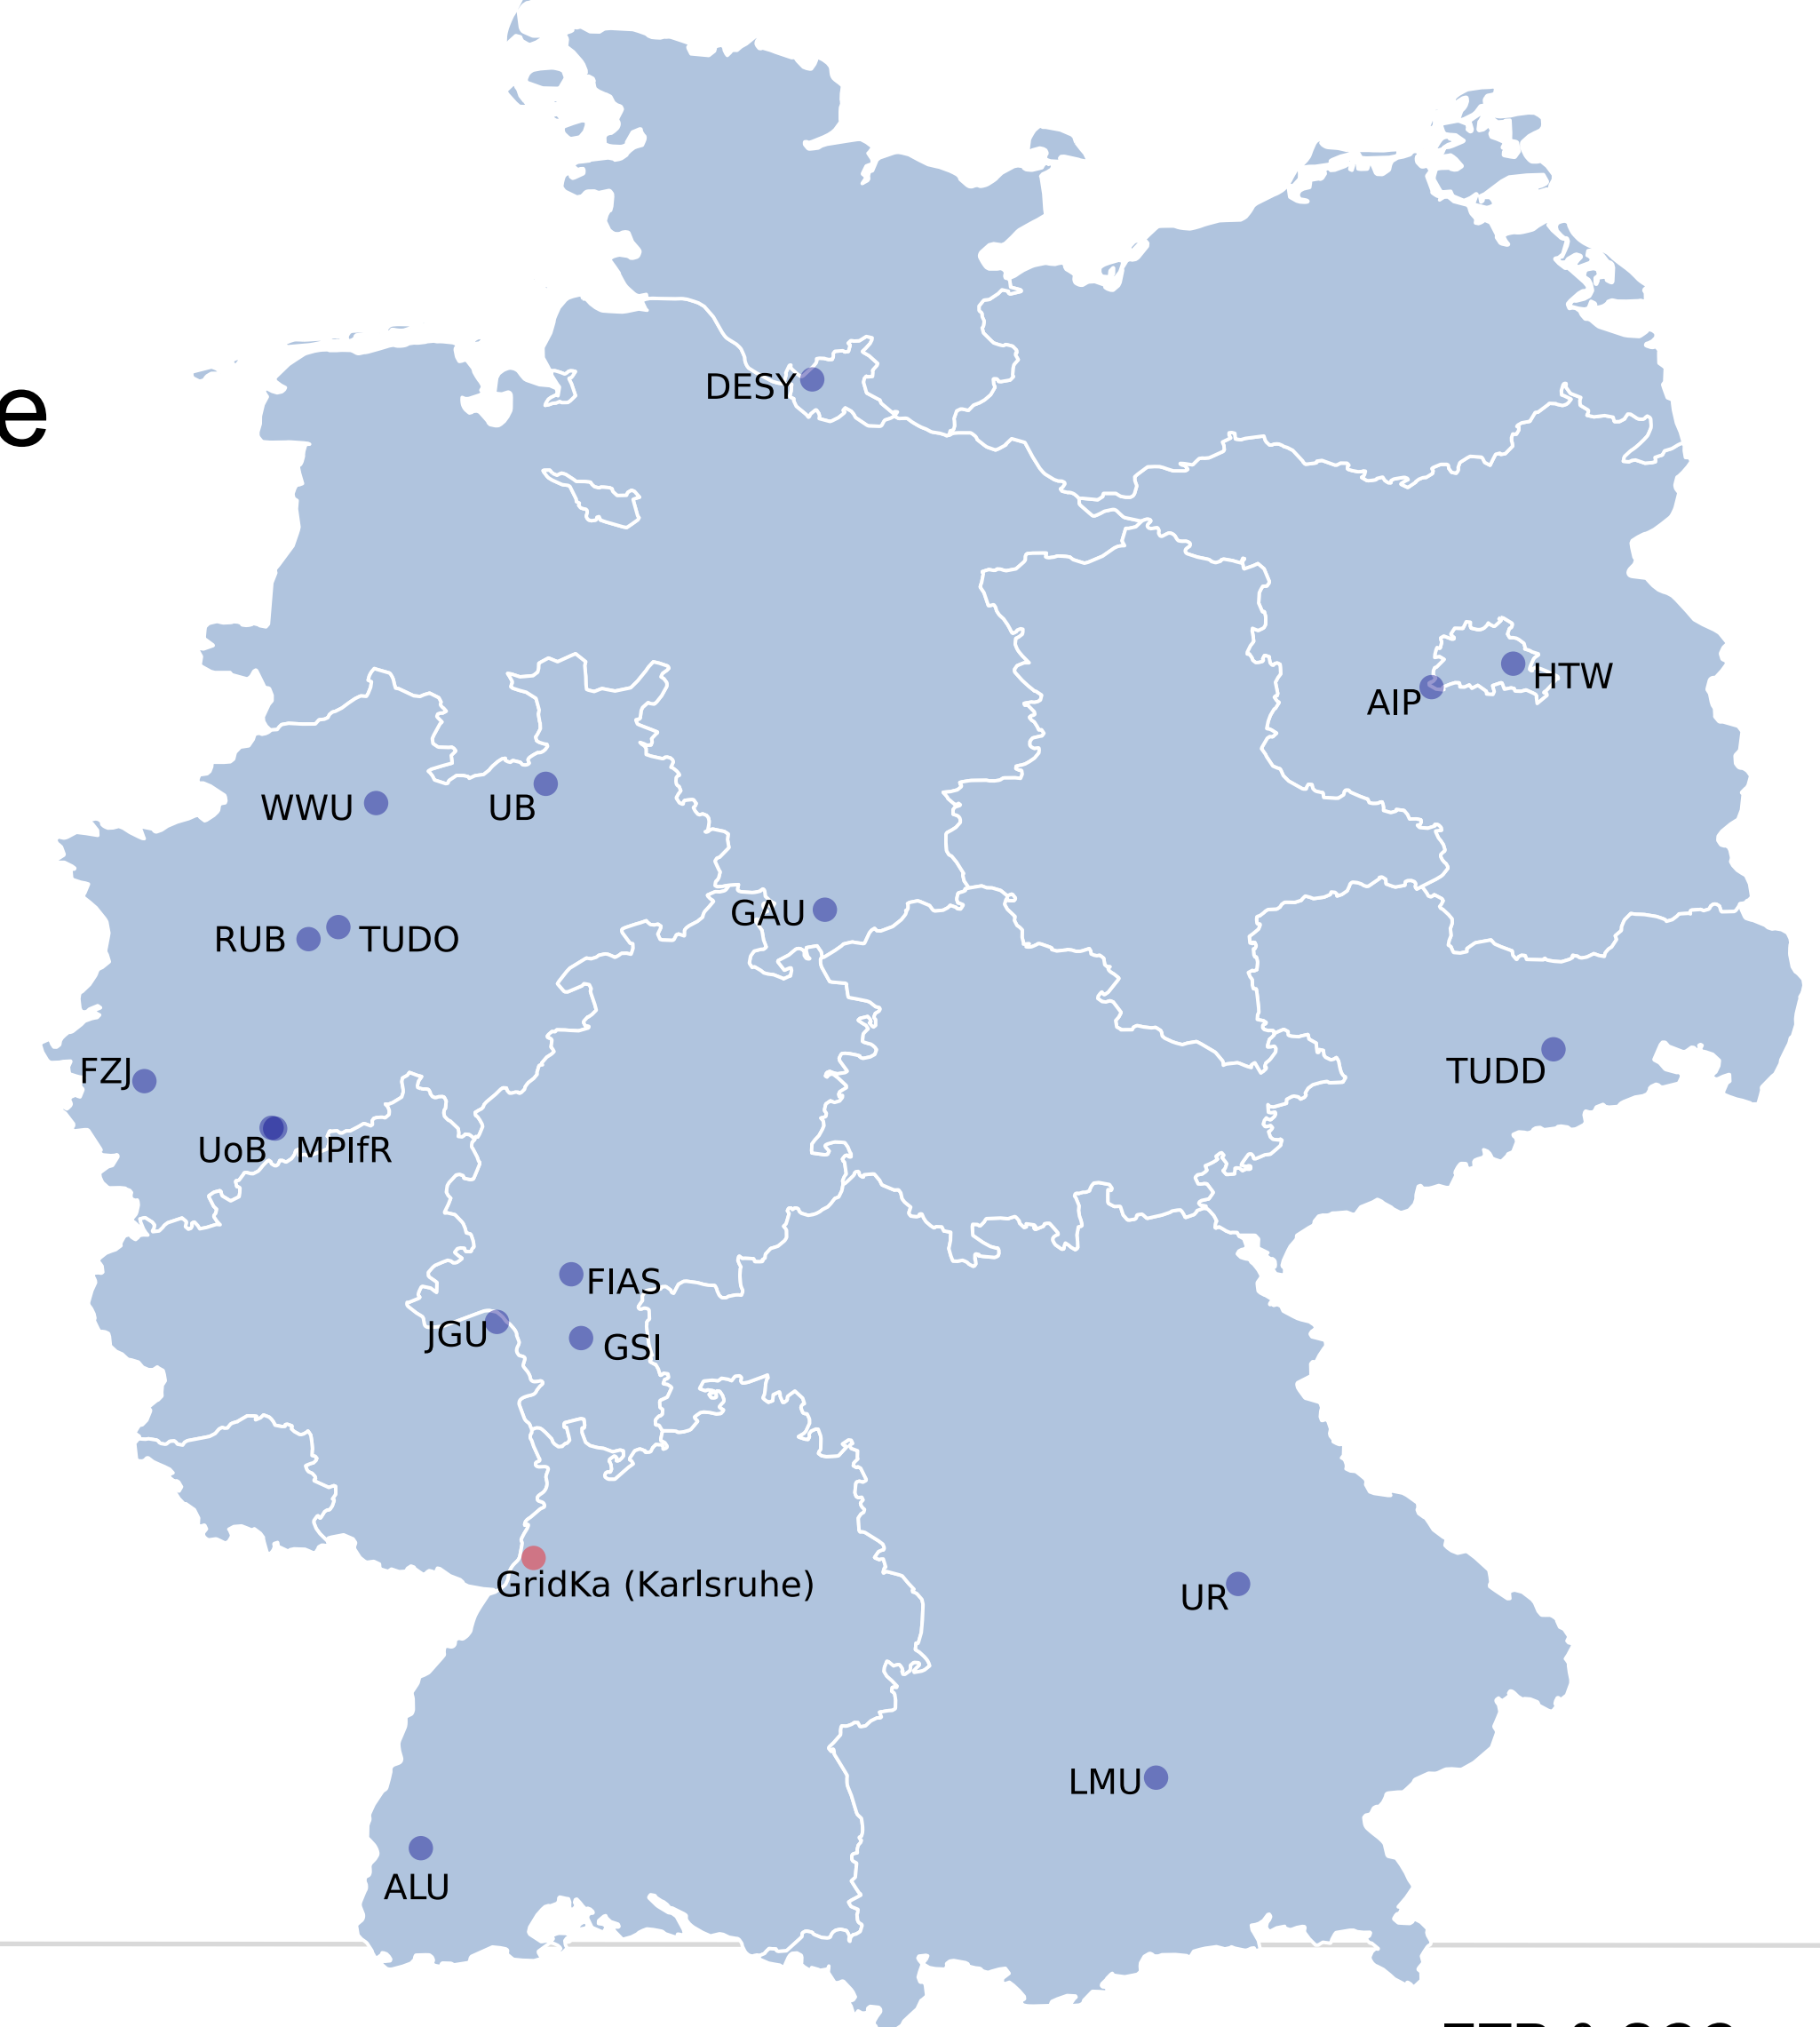 e
DESY
HTW
AIP
WWU
UB
GAU
RUB
TUDO
FZJ
TUDD
UoB
MPIfR
FIAS
JGU
GSI
GridKa (Karlsruhe)
UR
LMU
ALU